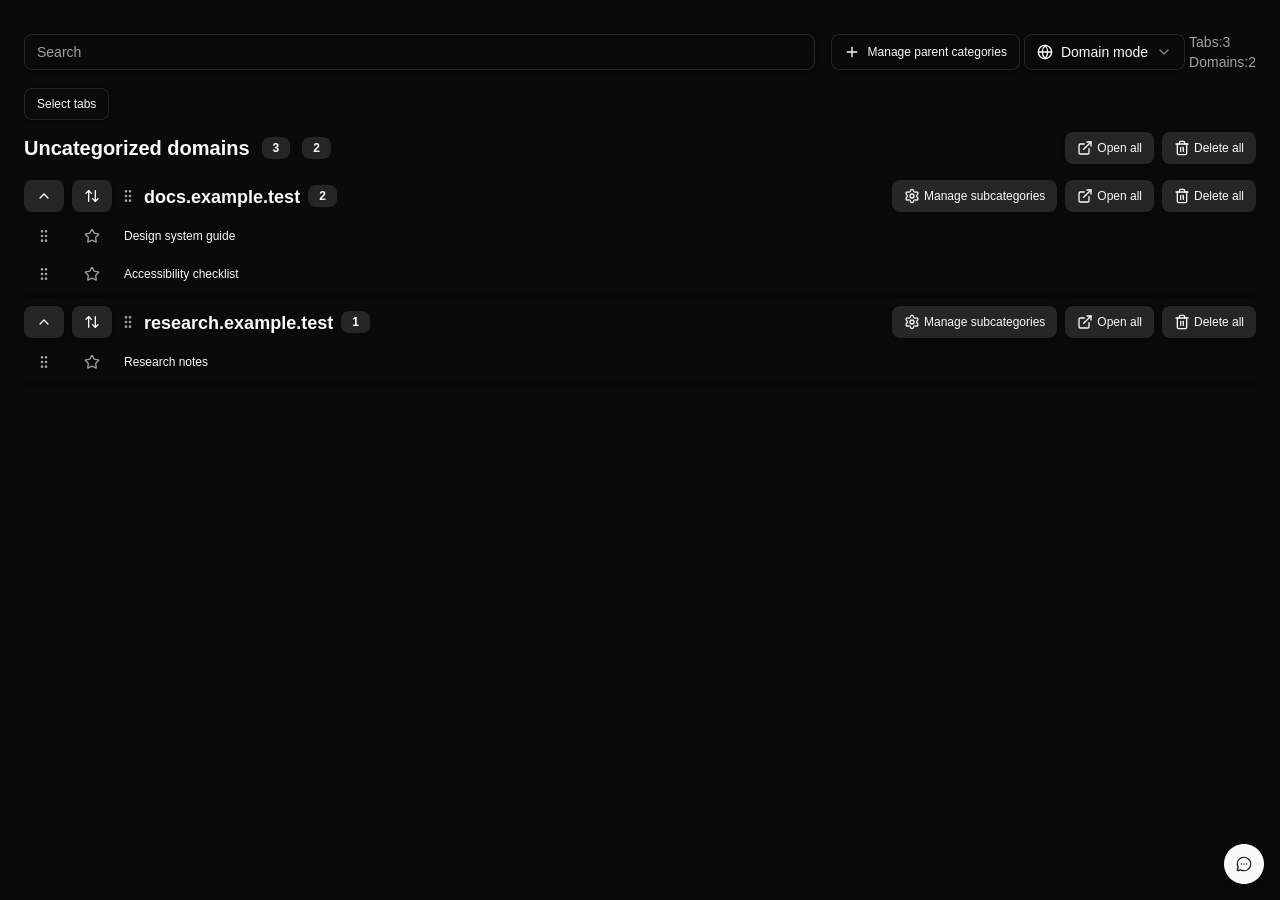 Search
Manage parent categories
Domain mode
Tabs:3
Domains:2
Select tabs
Uncategorized domains 3 2
Open all
Delete all
docs.example.test 2
Manage subcategories
Open all
Delete all
Design system guide
Accessibility checklist
research.example.test 1
Manage subcategories
Open all
Delete all
Research notes